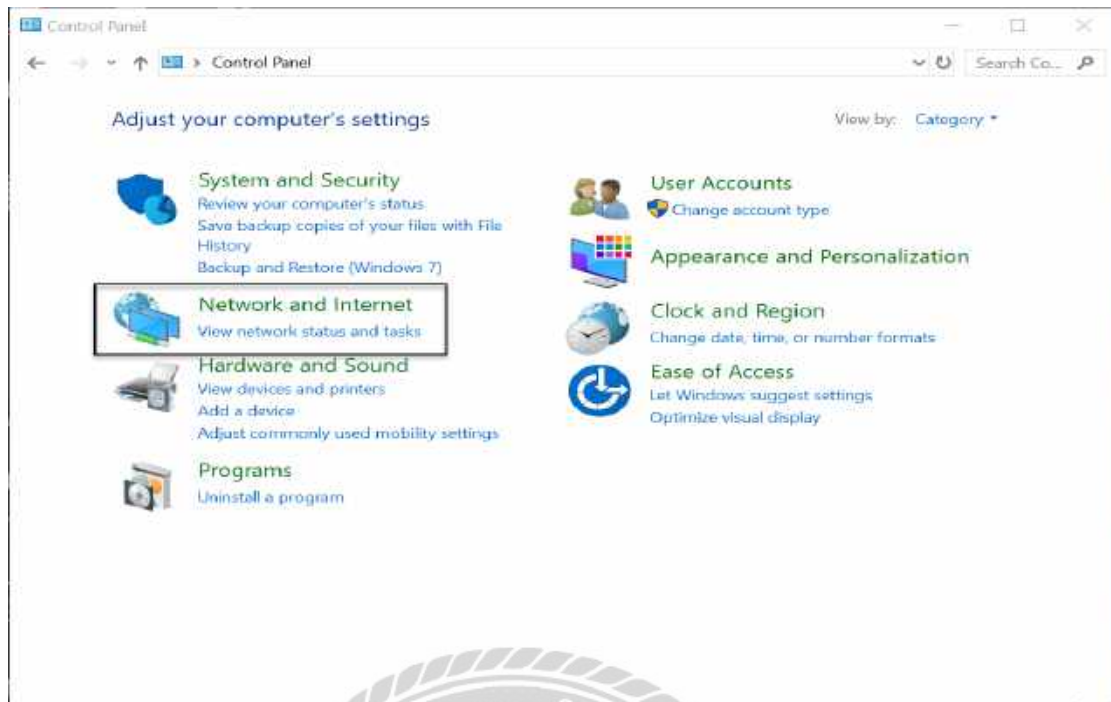 Control Panel
Control Panel
Search Co...
Adjust your computer's settings
View by: Category
System and Security
Review your computer's status
Save backup copies of your files with File
History
Backup and Restore (Windows 7)
Network and Internet
View network status and tasks
Hardware and Sound
View devices and printers
Add a device
Adjust commonly used mobility settings
Programs
Uninstall a program
User Accounts
Change account type
Appearance and Personalization
Clock and Region
Change date, time, or number formats
Ease of Access
Let Windows suggest settings
Optimize visual display